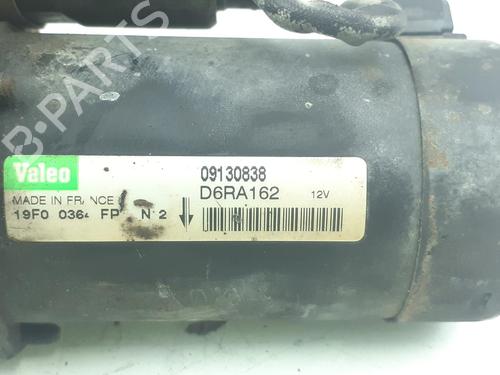 B-PARTS
Valeo
09130838
D6RA162 12V
MADE IN FRANCE
19F0 0364 FP N 2